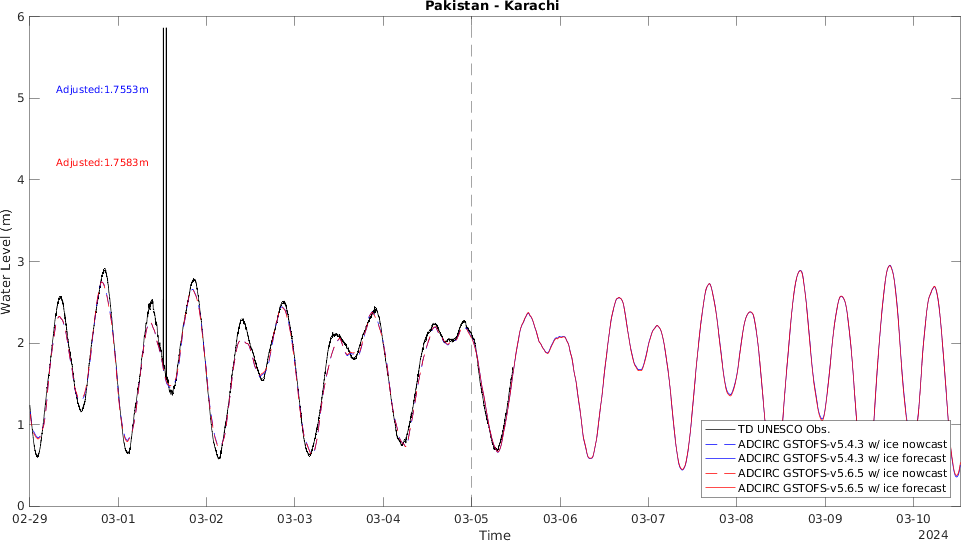 Pakistan - Karachi
6
5
4
3
2
1
0
Water Level (m)
Adjusted:1.7553m
Adjusted:1.7583m
TD UNESCO Obs.
ADCIRC GSTOFS-v5.4.3 w/ ice nowcast
ADCIRC GSTOFS-v5.4.3 w/ ice forecast
ADCIRC GSTOFS-v5.6.5 w/ ice nowcast
ADCIRC GSTOFS-v5.6.5 w/ ice forecast
02-29 03-01 03-02 03-03 03-04 03-05 03-06 03-07 03-08 03-09 03-10
Time
2024